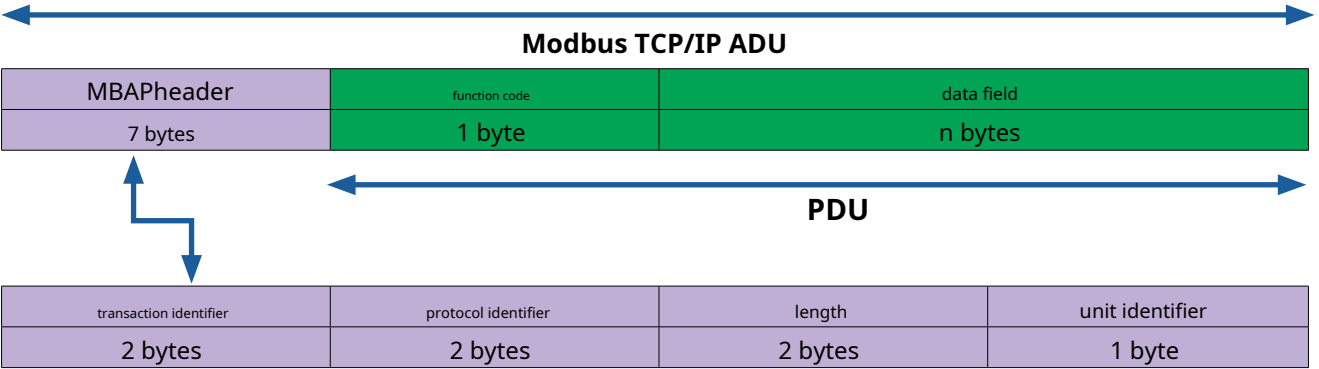 Modbus TCP/IP ADU
MBAPheader function code data field
7 bytes 1 byte n bytes
PDU
transaction identifier protocol identifier length unit identifier
2 bytes 2 bytes 2 bytes 1 byte